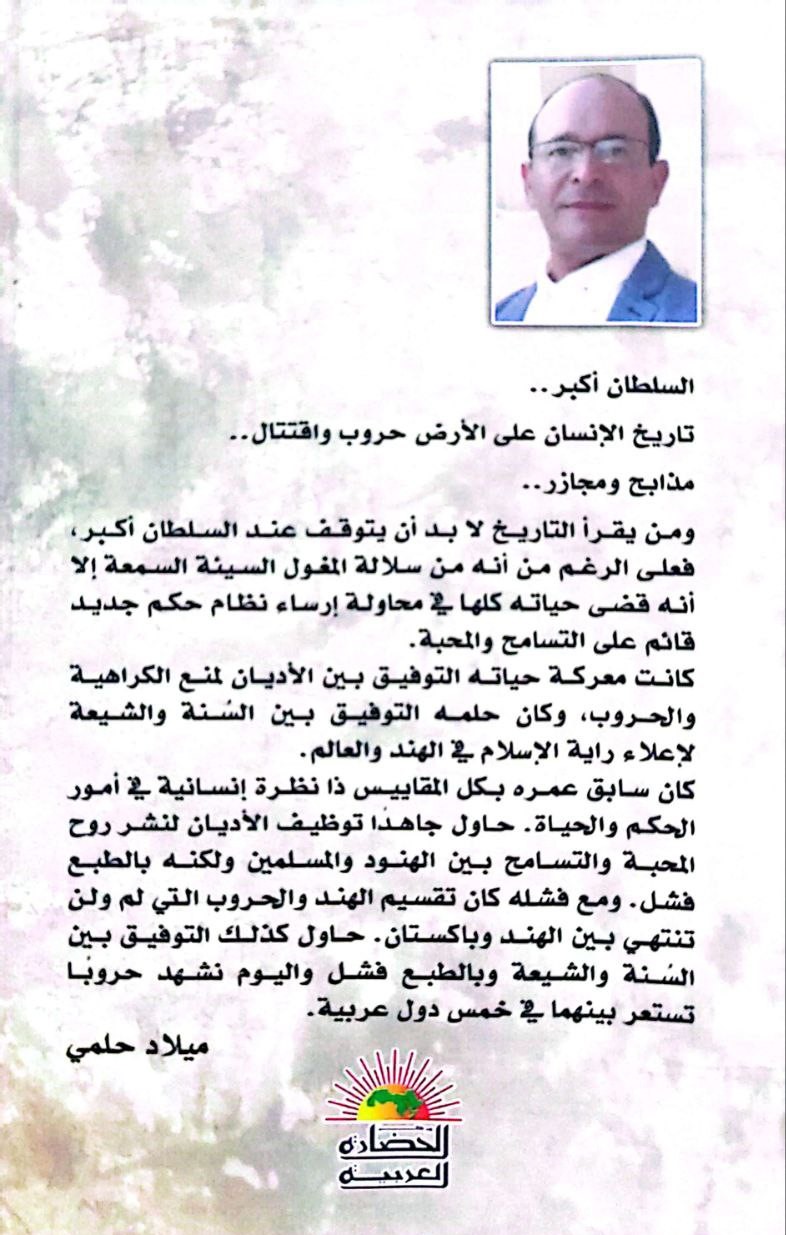 السلطان أكبر..
تاريخ الإنسان على الأرض حروب واقتتال..
مذابح ومجازر..
ومن يقرأ التاريخ لا بد أن يتوقف عند السلطان أكبر،
فعلى الرغم من أنه من سلالة المغول السيئة السمعة إلا
أنه قضى حياته كلها في محاولة إرساء نظام حكم جديد
قائم على التسامح والمحبة.
كانت معركة حياته التوفيق بين الأديان لمنع الكراهية
والحروب، وكان حلمه التوفيق بين السُنة والشيعة
لإعلاء راية الإسلام في الهند والعالم.
كان سابق عمره بكل المقاييس ذا نظرة إنسانية في أمور
الحكم والحياة. حاول جاهدًا توظيف الأديان لنشر روح
المحبة والتسامح بين الهنود والمسلمين ولكنه بالطبع
فشل. ومع فشله كان تقسيم الهند والحروب التي لم ولن
تنتهي بين الهند وباكستان. حاول كذلك التوفيق بين
السُنة والشيعة وبالطبع فشل واليوم نشهد حروبًا
تستعر بينهما في خمس دول عربية.
ميلاد حلمي
الحضارة
العربية